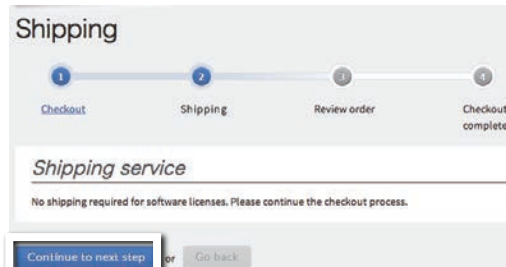 Shipping
1 2 3 4
Checkout Shipping Review order Checkout
complete
Shipping service
No shipping required for software licenses. Please continue the checkout process.
Continue to next step or Go back